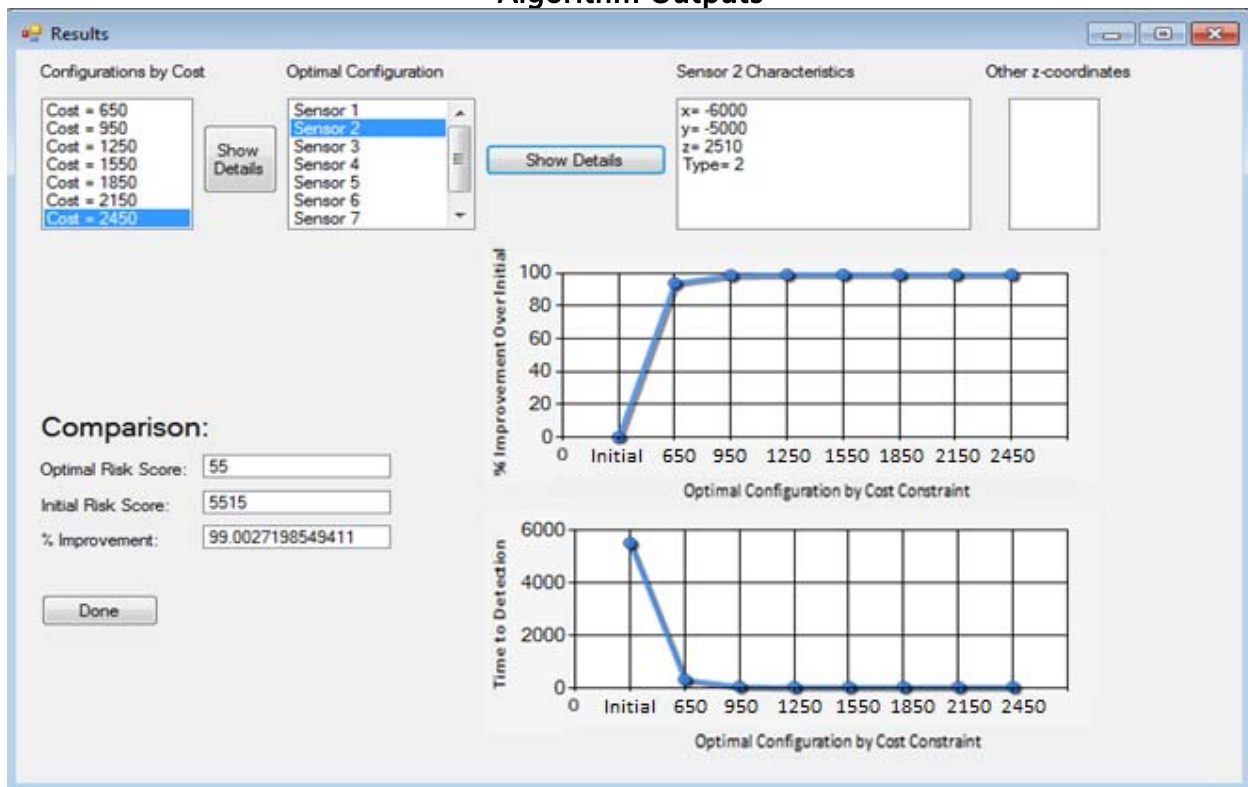 Algorithm Outputs
Results
Configurations by Cost
Optimal Configuration
Sensor 2 Characteristics
Other z-coordinates
Cost = 650
Cost = 950
Cost = 1250
Cost = 1550
Cost = 1850
Cost = 2150
Cost = 2450
Show
Details
Sensor 1
Sensor 2
Sensor 3
Sensor 4
Sensor 5
Sensor 6
Sensor 7
Show Details
x= -6000
y= -5000
z= 2510
Type= 2
% Improvement Over Initial
100
80
60
40
20
0
0 Initial 650 950 1250 1550 1850 2150 2450
Optimal Configuration by Cost Constraint
Comparison:
Optimal Risk Score: 55
Initial Risk Score: 5515
% Improvement: 99.0027198549411
Done
Time to Detection
6000
4000
2000
0
0 Initial 650 950 1250 1550 1850 2150 2450
Optimal Configuration by Cost Constraint